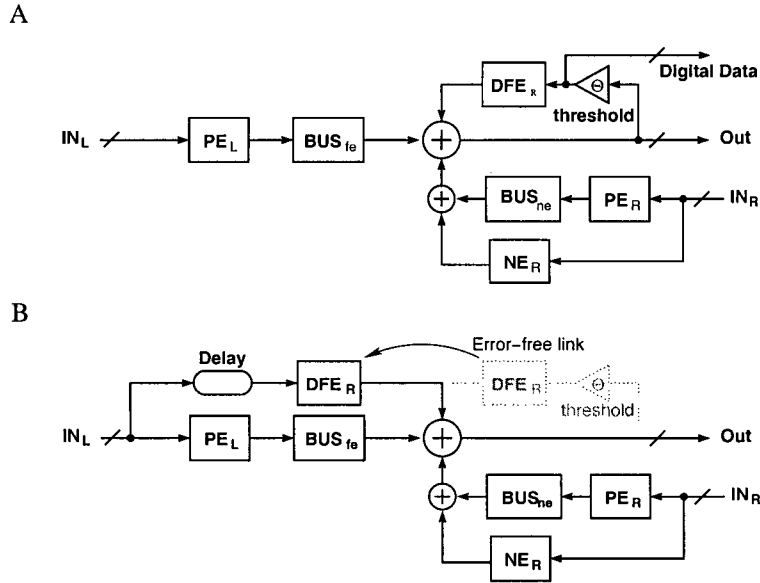 A
DFE R
Θ
threshold
Digital Data
IN L
PE L
BUS fe
+
Out
+
BUS ne
PE R
IN R
NE R
B
Delay
Error-free link
DFE R
DFE R
Θ
threshold
IN L
PE L
BUS fe
+
Out
+
BUS ne
PE R
IN R
NE R